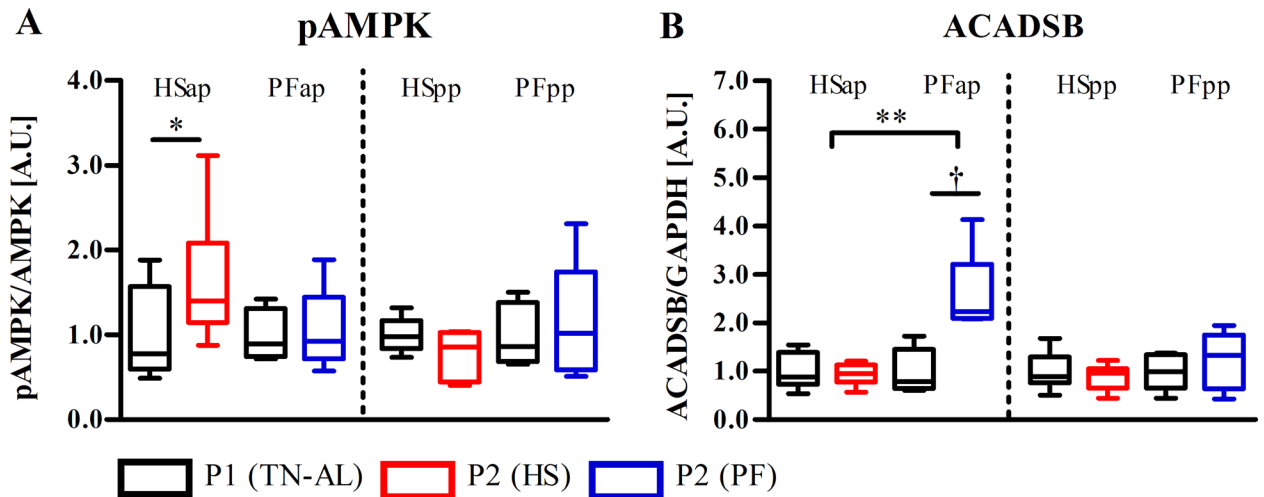 A
pAMPK
pAMPK/AMPK [A.U.]
4.0
3.0
2.0
1.0
0.0
HSap
PFap
HSpp
PFpp
*
B
ACADSB
ACADSB/GAPDH [A.U.]
7.0
6.0
5.0
4.0
3.0
2.0
1.0
0.0
HSap
PFap
HSpp
PFpp
**
†
P1 (TN-AL)
P2 (HS)
P2 (PF)